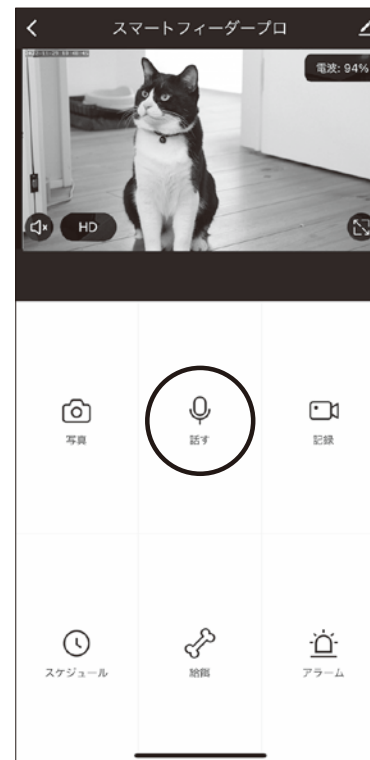 スマートフィーダープロ
電波: 94%
HD
写真
話す
記録
スケジュール
給餌
アラーム